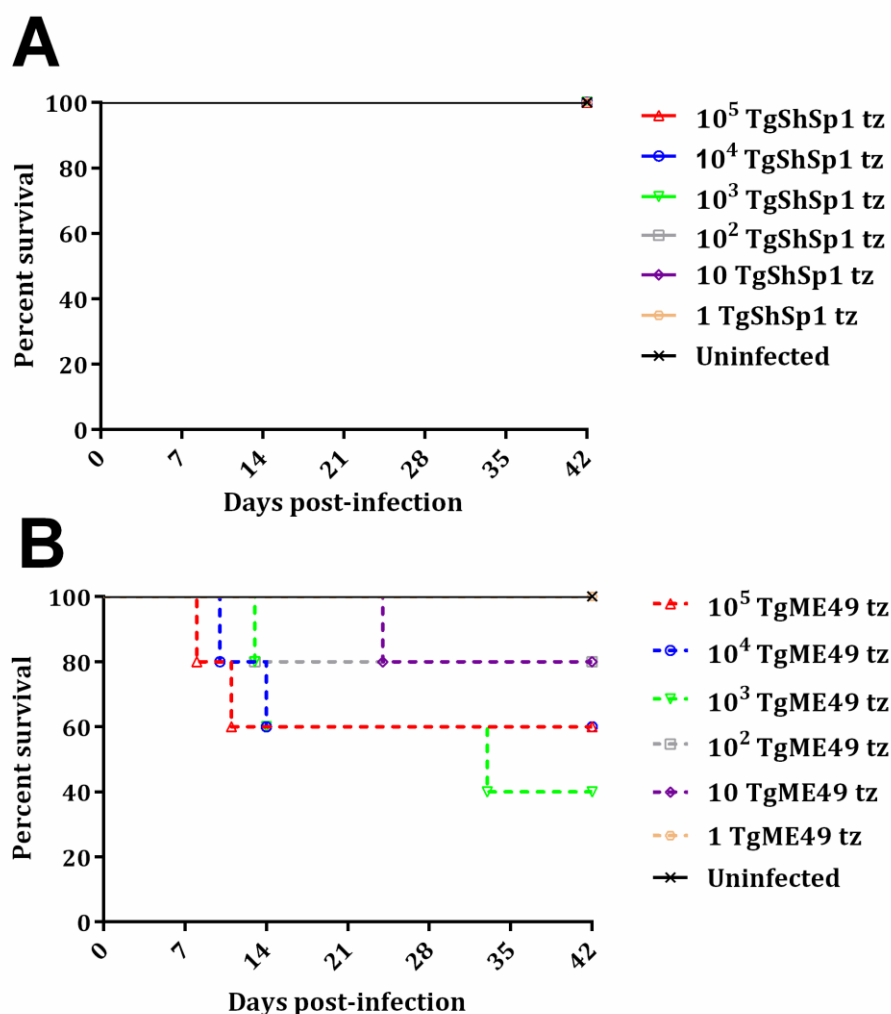 A
Percent survival
100
80
60
40
20
0
0 7 14 21 28 35 42
Days post-infection
10⁵ TgShSp1 tz
10⁴ TgShSp1 tz
10³ TgShSp1 tz
10² TgShSp1 tz
10 TgShSp1 tz
1 TgShSp1 tz
Uninfected
B
Percent survival
100
80
60
40
20
0
0 7 14 21 28 35 42
Days post-infection
10⁵ TgME49 tz
10⁴ TgME49 tz
10³ TgME49 tz
10² TgME49 tz
10 TgME49 tz
1 TgME49 tz
Uninfected